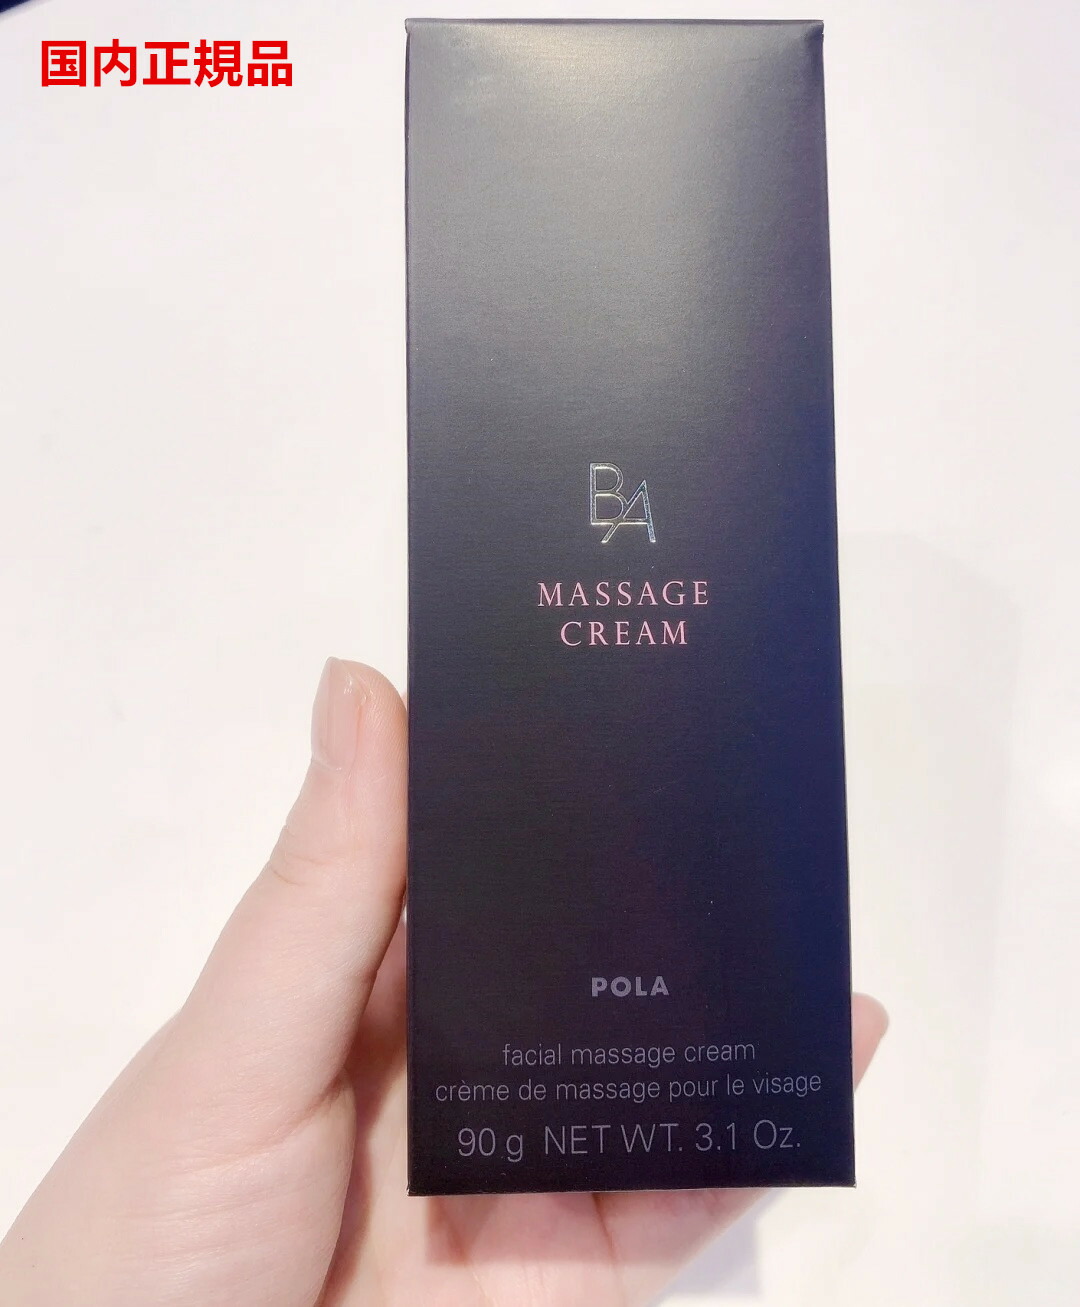 国内正規品
BA
MASSAGE
CREAM
POLA
facial massage cream
crème de massage pour le visage
90 g NET WT. 3.1 Oz.